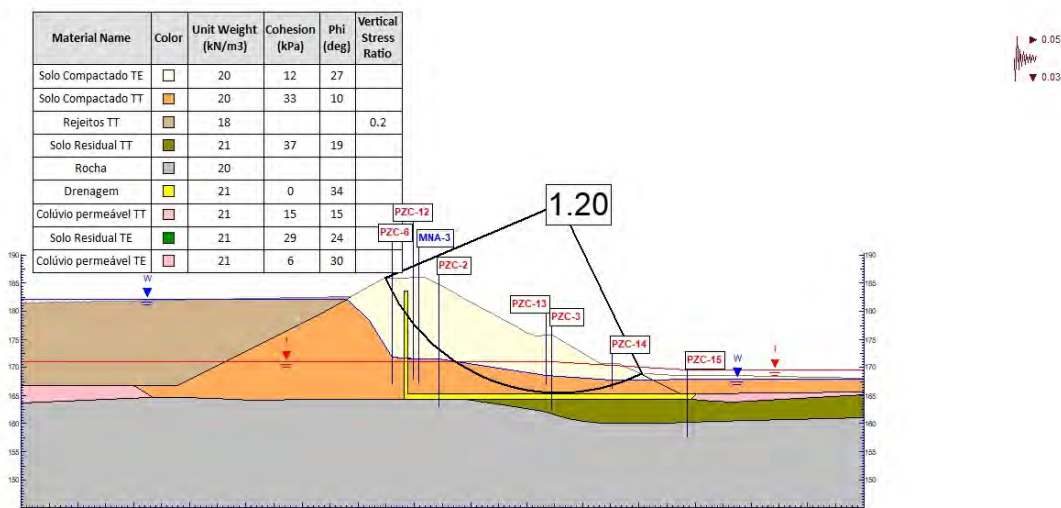 Material Name Color Unit Weight (kN/m3) Cohesion (kPa) Phi (deg) Vertical Stress Ratio
Solo Compactado TE 20 12 27
Solo Compactado TT 20 33 10
Rejeitos TT 18 0.2
Solo Residual TT 21 37 19
Rocha 20
Drenagem 21 0 34
Colúvio permeável TT 21 15 15
Solo Residual TE 21 29 24
Colúvio permeável TE 21 6 30
0.05
0.03
1.20
PZC-12
PZC-6
MNA-3
PZC-2
PZC-13
PZC-3
PZC-14
PZC-15
W
W
190
185
180
175
170
165
160
155
150
190
185
180
175
170
165
160
155
150